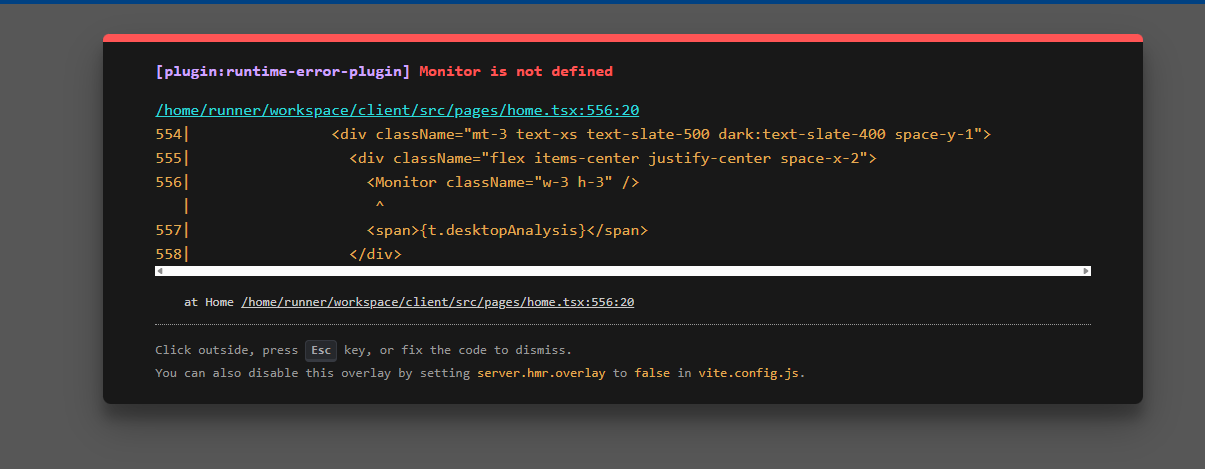 [plugin:runtime-error-plugin] Monitor is not defined
/home/runner/workspace/client/src/pages/home.tsx:556:20
554|                <div className="mt-3 text-xs text-slate-500 dark:text-slate-400 space-y-1">
555|                  <div className="flex items-center justify-center space-x-2">
556|                    <Monitor className="w-3 h-3" />
   |                     ^
557|                    <span>{t.desktopAnalysis}</span>
558|                  </div>
at Home /home/runner/workspace/client/src/pages/home.tsx:556:20
Click outside, press Esc key, or fix the code to dismiss.
You can also disable this overlay by setting server.hmr.overlay to false in vite.config.js.